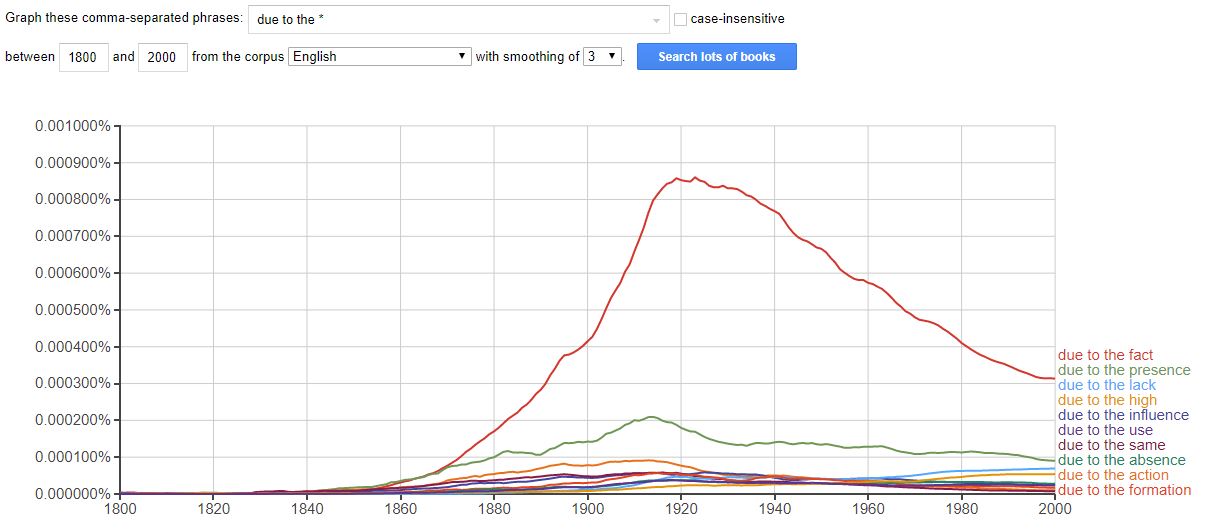 Graph these comma-separated phrases: due to the * case-insensitive
between 1800 and 2000 from the corpus English with smoothing of 3 . Search lots of books
0.001000%
0.000900%
0.000800%
0.000700%
0.000600%
0.000500%
0.000400%
0.000300%
0.000200%
0.000100%
0.000000%
1800 1820 1840 1860 1880 1900 1920 1940 1960 1980 2000
due to the fact
due to the presence
due to the lack
due to the high
due to the influence
due to the use
due to the same
due to the absence
due to the action
due to the formation